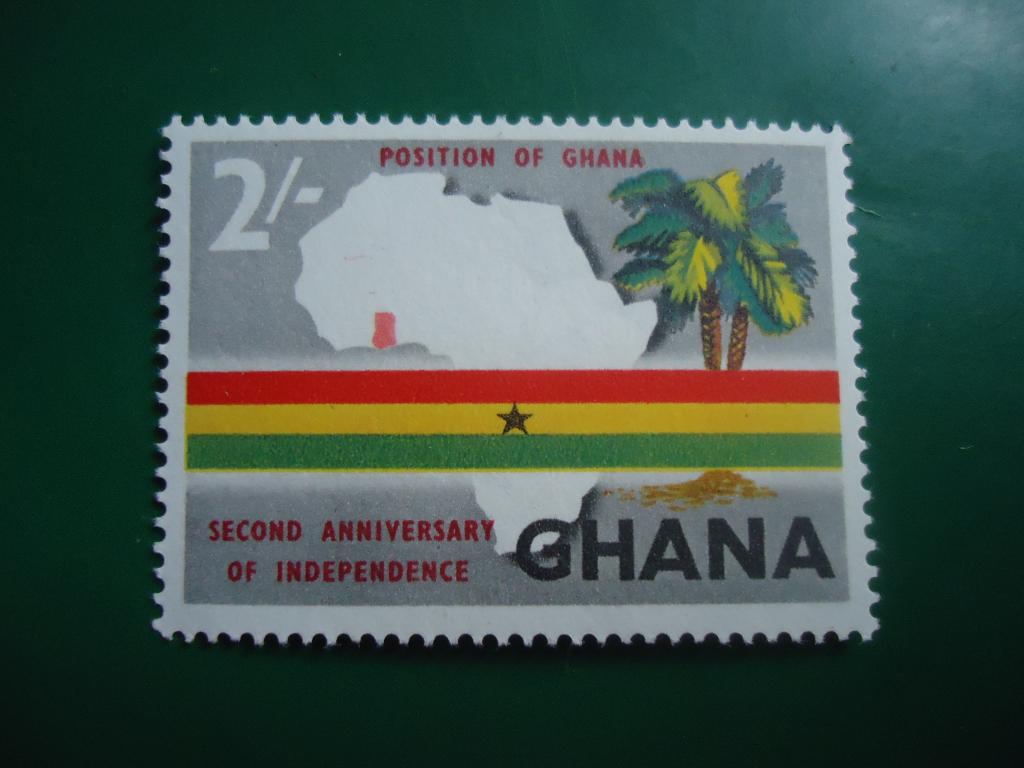 2/-
POSITION OF GHANA
SECOND ANNIVERSARY
OF INDEPENDENCE
GHANA